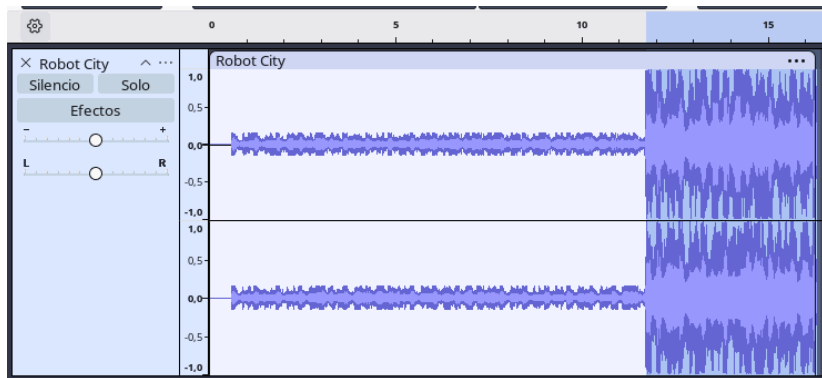 0 5 10 15
× Robot City ^ ...
Robot City ...
Silencio Solo
Efectos
- +
L R
1,0
0,5-
0,0-
-0,5-
-1,0
1,0
0,5-
0,0-
-0,5-
-1,0